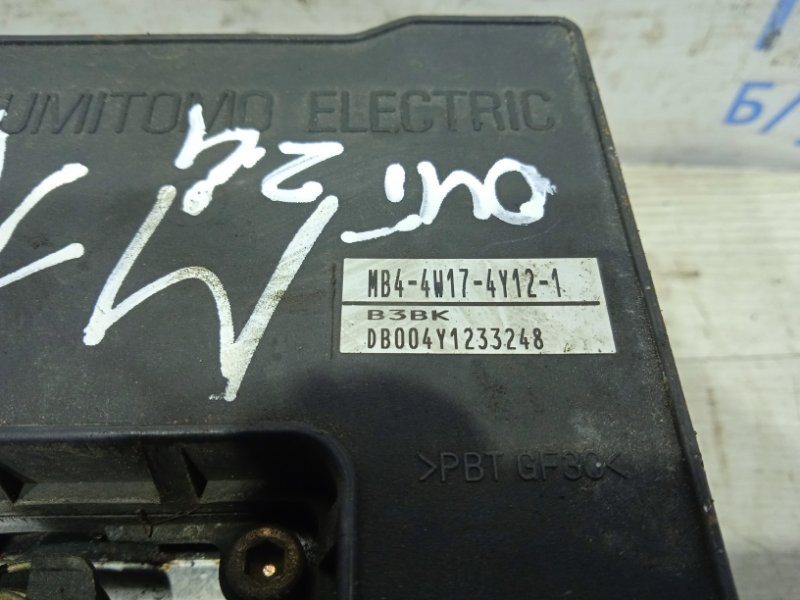 UMITOMO ELECTRIC
MB4-4W17-4Y12-1
B3BK
DB004Y1233248
>PBT GF30<
Б/